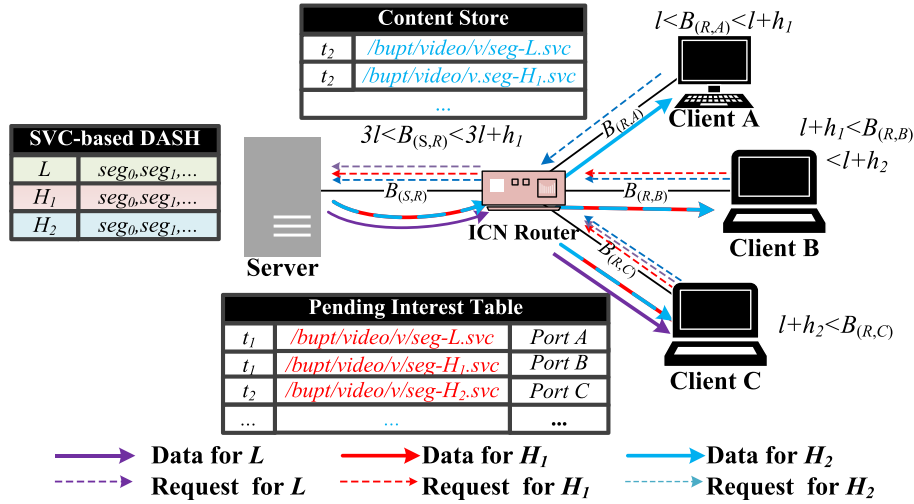 Content Store
t2 /bupt/video/v/seg-L.svc
t2 /bupt/video/v.seg-H1.svc
...
l<B(R,A)<l+h1
Client A
B(R,A)
3l<B(S,R)<3l+h1
SVC-based DASH
L seg0,seg1,...
H1 seg0,seg1,...
H2 seg0,seg1,...
Server
B(S,R)
ICN Router
B(R,B)
l+h1<B(R,B)
<l+h2
Client B
B(R,C)
l+h2<B(R,C)
Client C
Pending Interest Table
t1 /bupt/video/v/seg-L.svc Port A
t1 /bupt/video/v/seg-H1.svc Port B
t2 /bupt/video/v/seg-H2.svc Port C
... ... ...
Data for L Data for H1 Data for H2
Request for L Request for H1 Request for H2